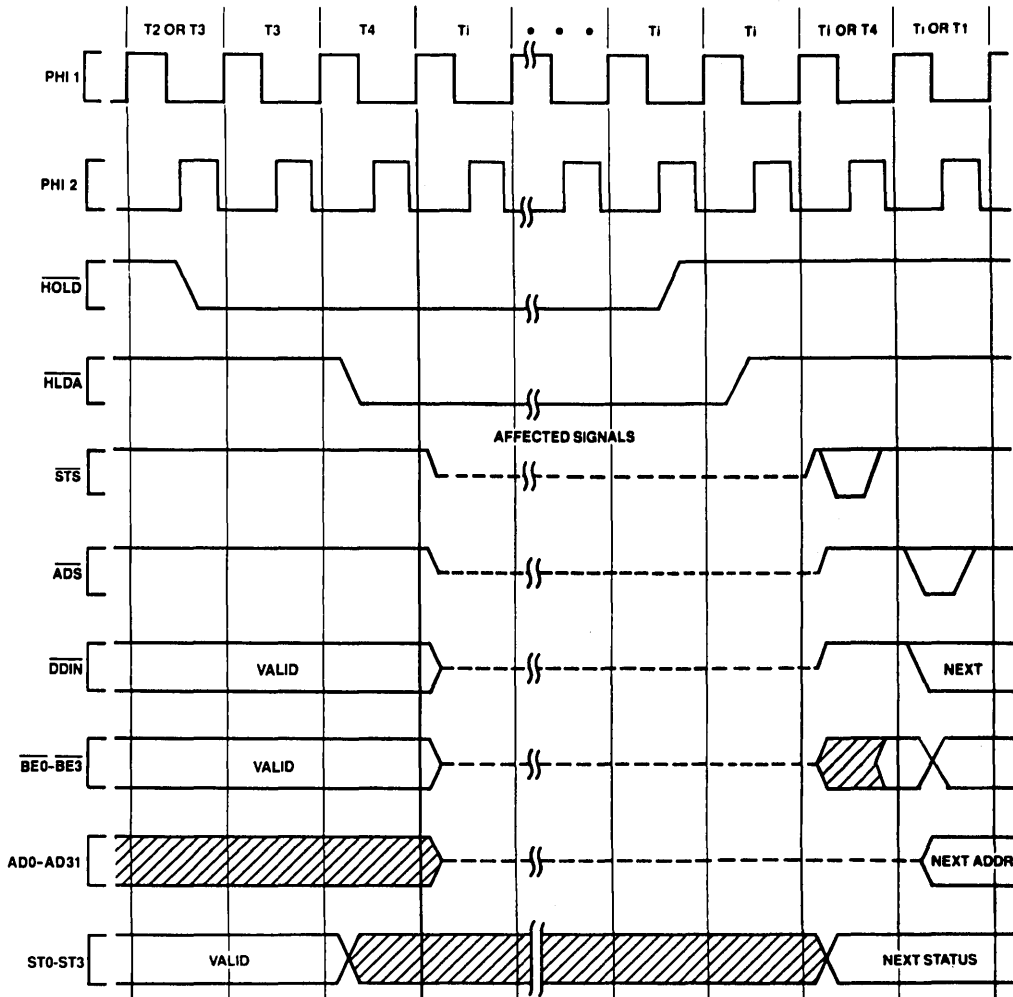 T2 OR T3 T3 T4 Ti • • • Ti Ti Ti OR T4 Ti OR T1
PHI 1
PHI 2
HOLD
HLDA
AFFECTED SIGNALS
STS
ADS
DDIN VALID NEXT
BE0-BE3 VALID
AD0-AD31 NEXT ADDR
ST0-ST3 VALID NEXT STATUS